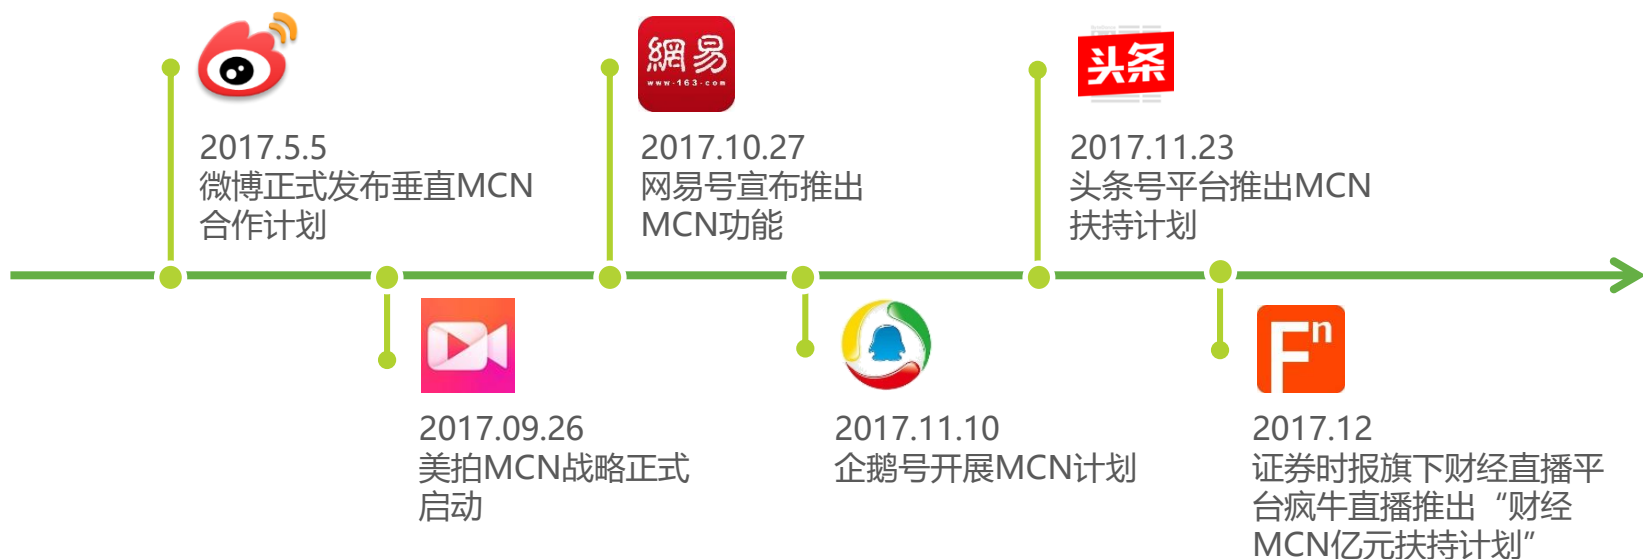 網易
www·163·com
头条
2017.5.5
微博正式发布垂直MCN
合作计划
2017.10.27
网易号宣布推出
MCN功能
2017.11.23
头条号平台推出MCN
扶持计划
Fn
2017.09.26
美拍MCN战略正式
启动
2017.11.10
企鹅号开展MCN计划
2017.12
证券时报旗下财经直播平
台疯牛直播推出“财经
MCN亿元扶持计划”